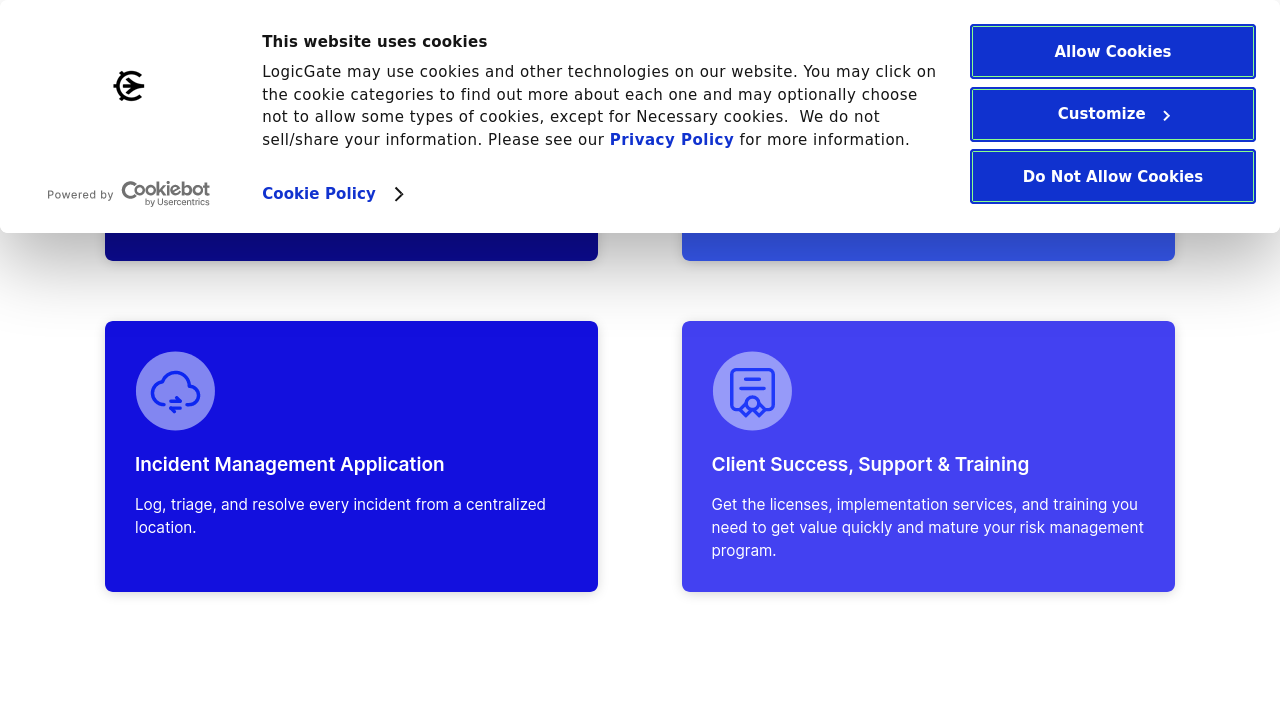 This website uses cookies
LogicGate may use cookies and other technologies on our website. You may click on
the cookie categories to find out more about each one and may optionally choose
not to allow some types of cookies, except for Necessary cookies.  We do not
sell/share your information. Please see our Privacy Policy for more information.
Cookie Policy
Powered by Cookiebot
by Usercentrics
Allow Cookies
Customize
Do Not Allow Cookies
Incident Management Application
Log, triage, and resolve every incident from a centralized
location.
Client Success, Support & Training
Get the licenses, implementation services, and training you
need to get value quickly and mature your risk management
program.